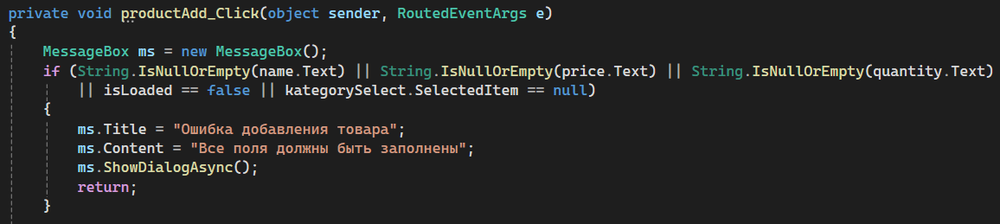 private void productAdd_Click(object sender, RoutedEventArgs e)
{
    MessageBox ms = new MessageBox();
    if (String.IsNullOrEmpty(name.Text) || String.IsNullOrEmpty(price.Text) || String.IsNullOrEmpty(quantity.Text)
        || isLoaded == false || kategorySelect.SelectedItem == null)
    {
        ms.Title = "Ошибка добавления товара";
        ms.Content = "Все поля должны быть заполнены";
        ms.ShowDialogAsync();
        return;
    }